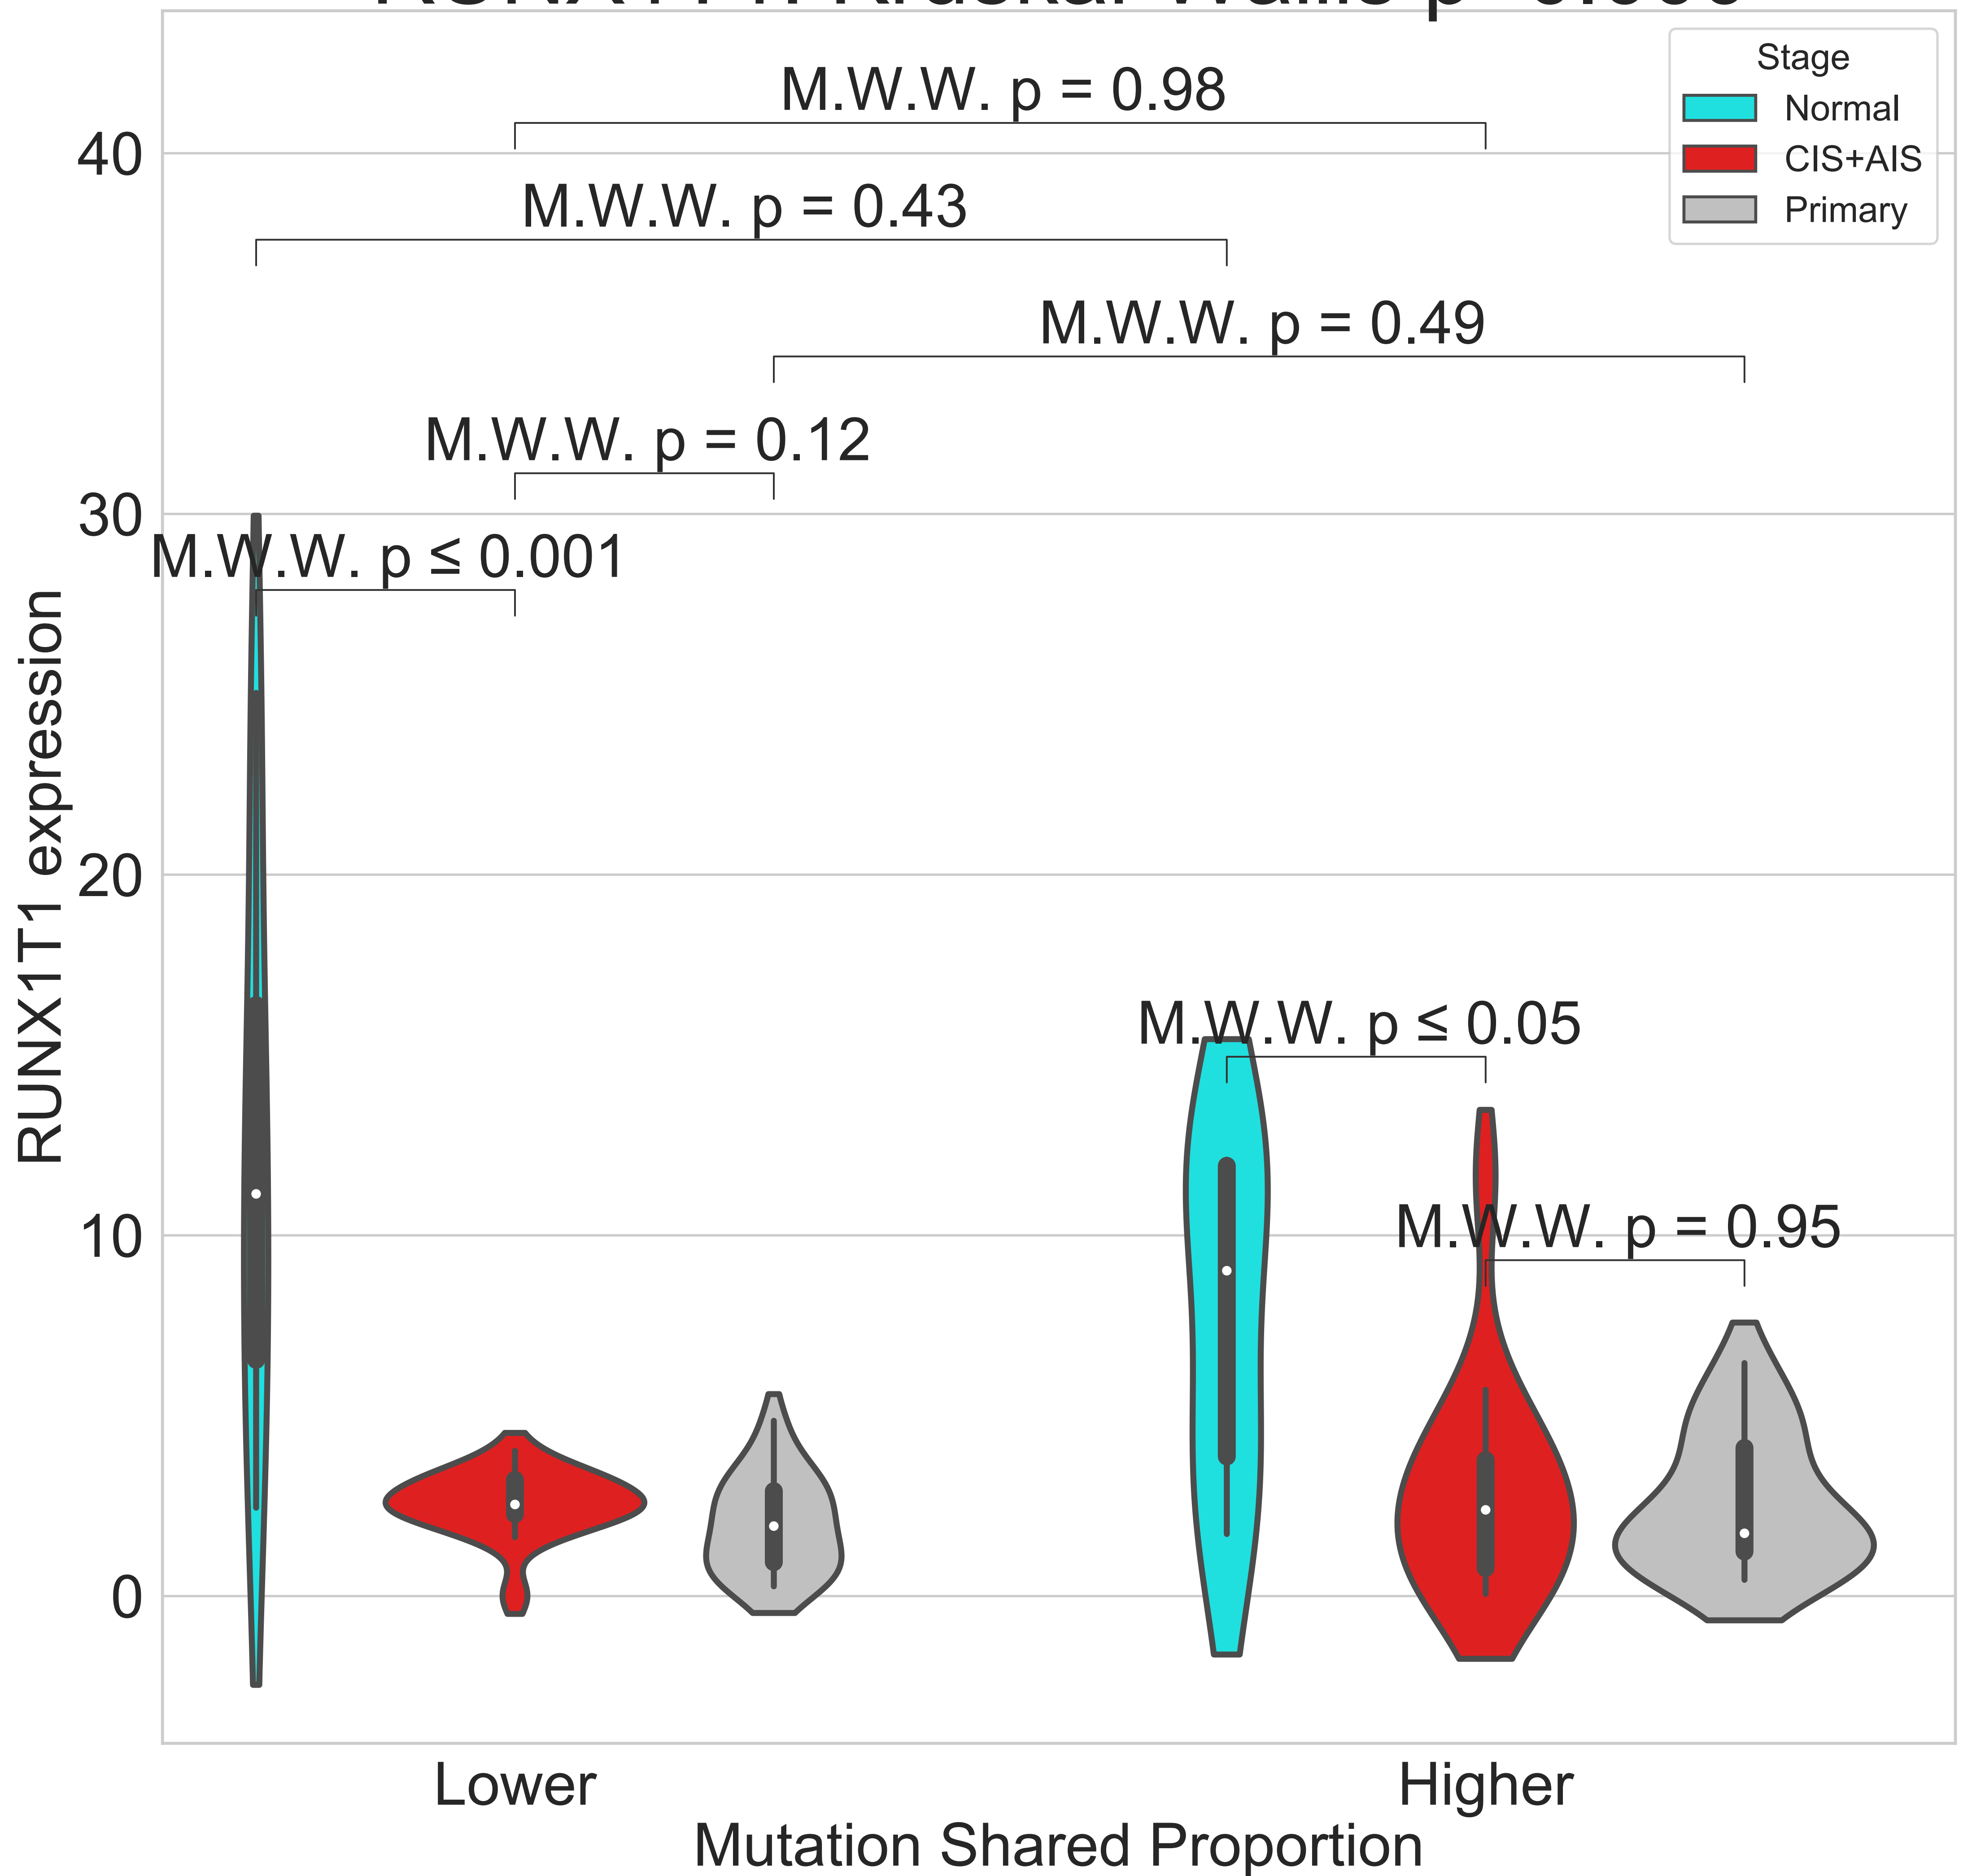 Stage
Normal
CIS+AIS
Primary
M.W.W. p = 0.98
M.W.W. p = 0.43
M.W.W. p = 0.49
M.W.W. p = 0.12
M.W.W. p ≤ 0.001
M.W.W. p ≤ 0.05
M.W.W. p = 0.95
40
30
20
10
0
RUNX1T1 expression
Lower
Higher
Mutation Shared Proportion